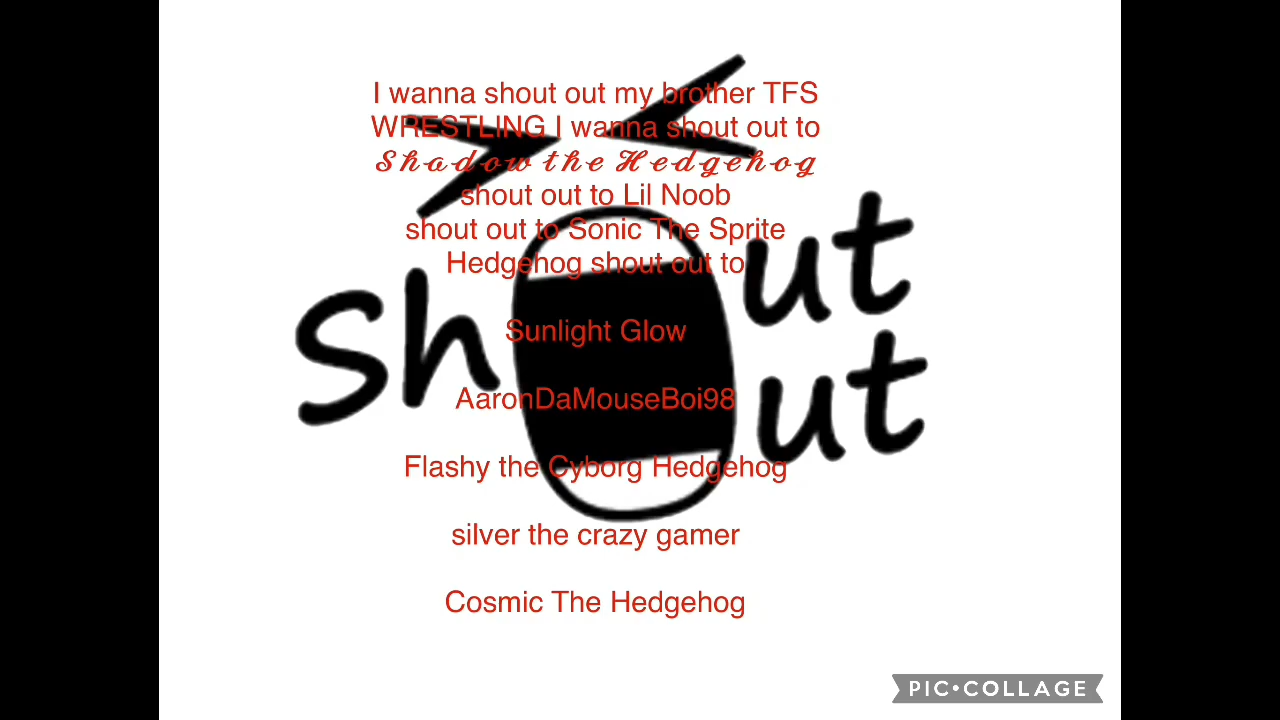 I wanna shout out my brother TFS
WRESTLING I wanna shout out to
𝓢𝓱𝓪𝓭𝓸𝔀 𝓽𝓱𝓮 𝓗𝓮𝓭𝓰𝓮𝓱𝓸𝓰
shout out to Lil Noob
shout out to Sonic The Sprite
Hedgehog shout out to
Sunlight Glow
AaronDaMouseBoi98
Flashy the Cyborg Hedgehog
silver the crazy gamer
Cosmic The Hedgehog
Shout
out
PIC•COLLAGE